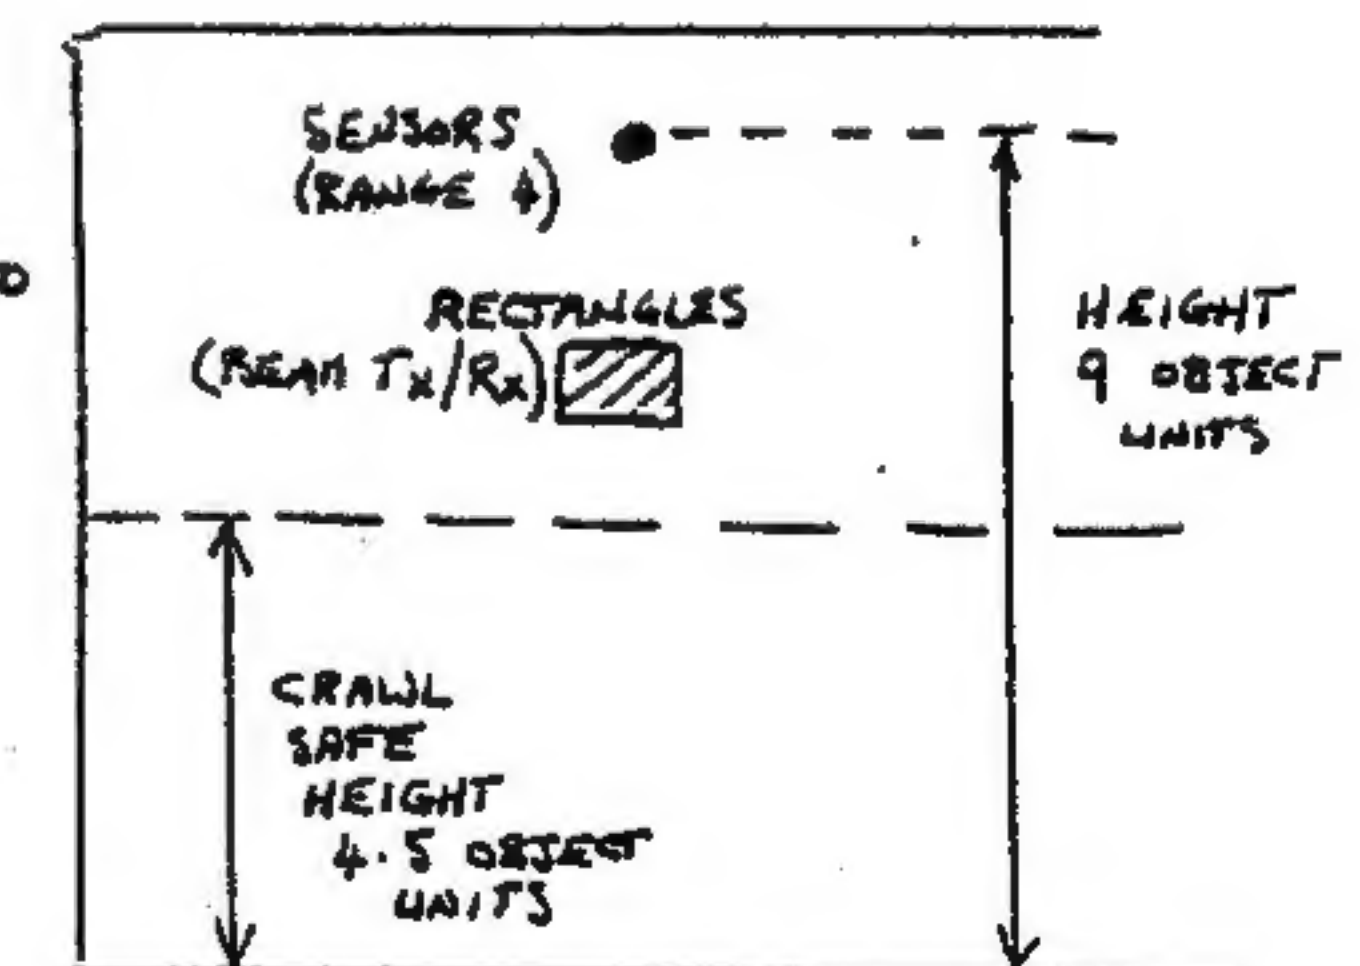 SENSORS
(RANGE 4)
RECTANGLES
(BEAM Tx/Rx)
HEIGHT
9 OBJECT
UNITS
CRAWL
SAFE
HEIGHT
4.5 OBJECT
UNITS